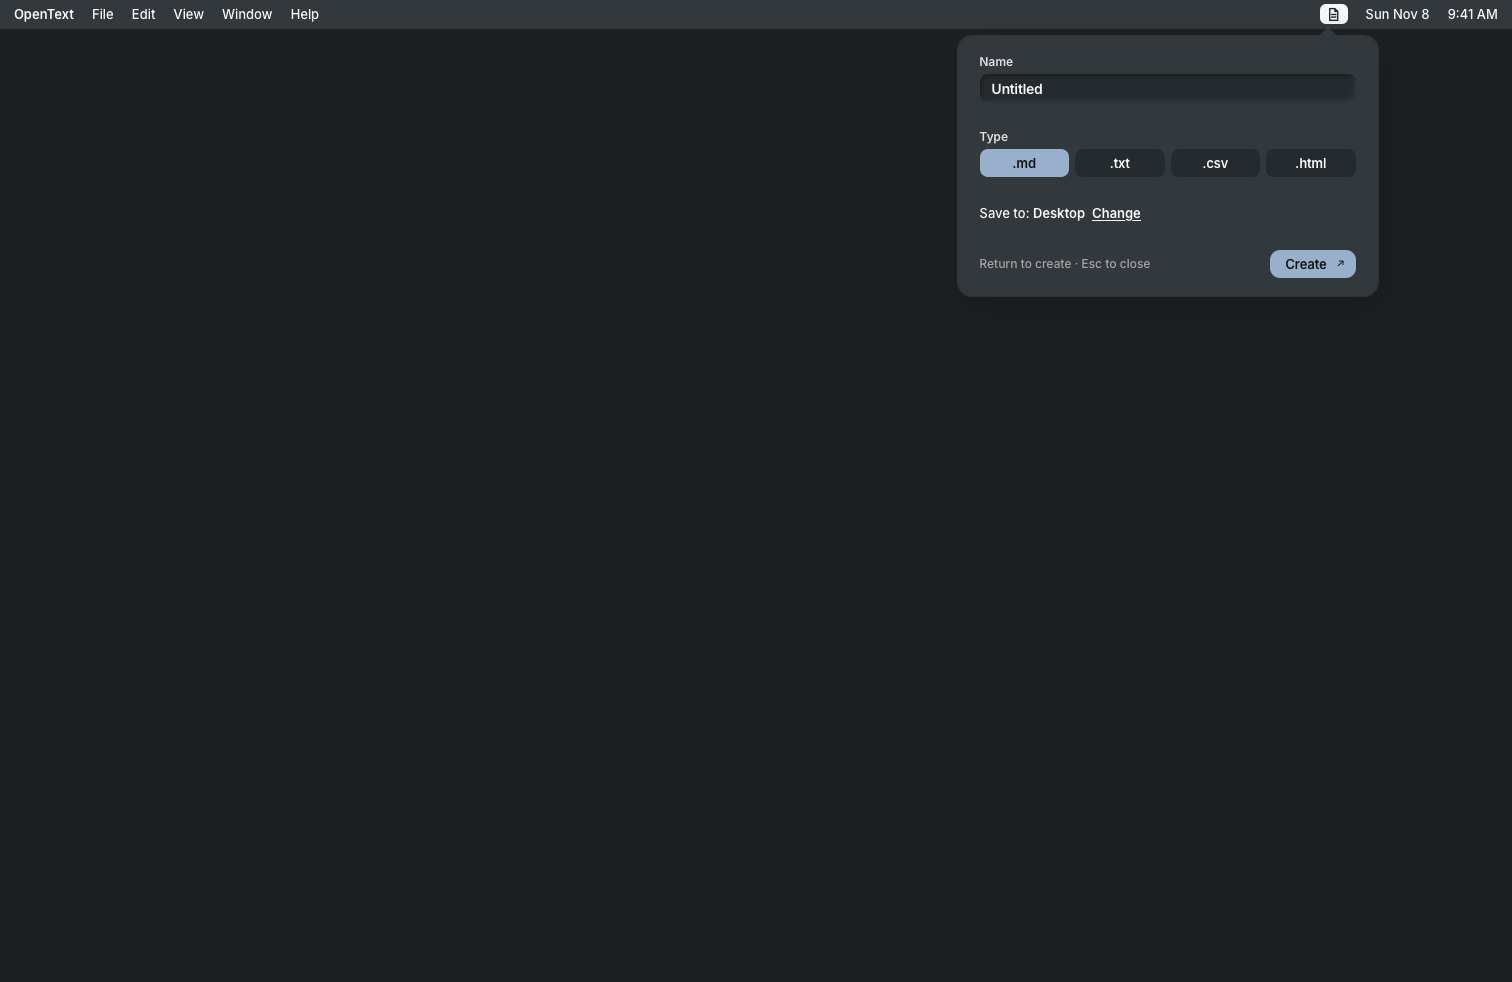 OpenText File Edit View Window Help Sun Nov 8 9:41 AM
Name
Untitled
Type
.md .txt .csv .html
Save to: Desktop Change
Return to create · Esc to close Create